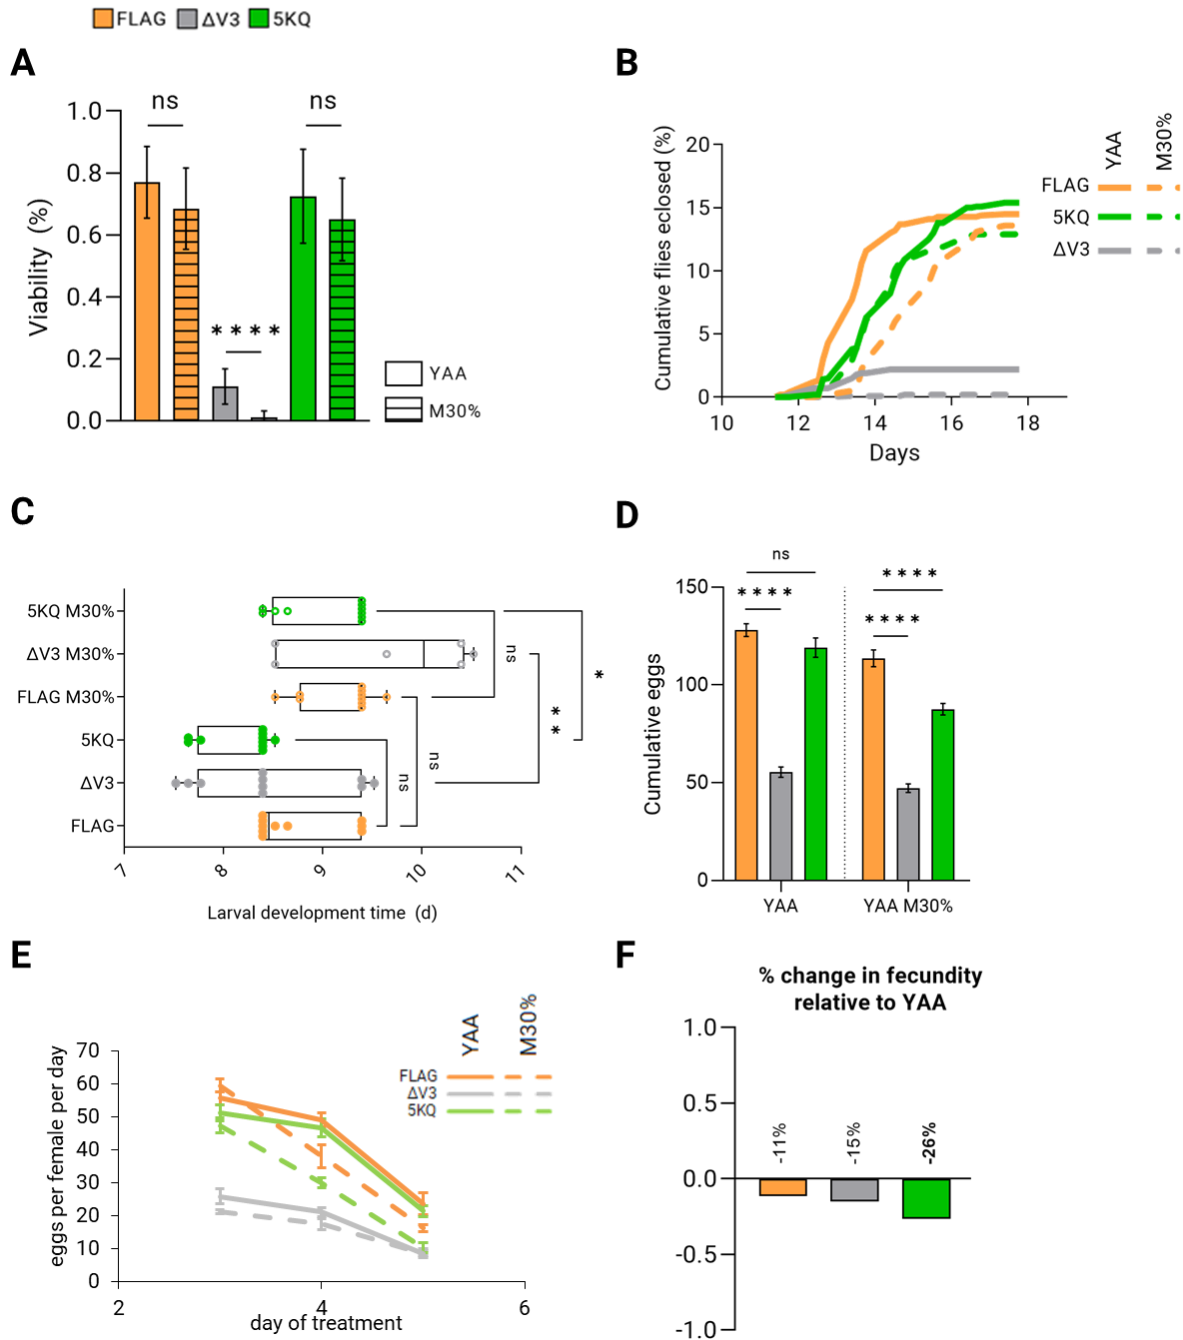 FLAG ΔV3 5KQ
A
ns ns
1.0
0.8
0.6
0.4
0.2
0.0
Viability (%)
****
YAA
M30%
B
Cumulative flies eclosed (%)
20
15
10
5
0
10 12 14 16 18
Days
YAA M30%
FLAG
5KQ
ΔV3
C
5KQ M30%
ΔV3 M30%
FLAG M30%
5KQ
ΔV3
FLAG
ns
*
**
ns
ns
7 8 9 10 11
Larval development time (d)
D
ns
****
****
****
150
100
50
0
Cumulative eggs
YAA YAA M30%
E
eggs per female per day
70
60
50
40
30
20
10
0
2 4 6
day of treatment
YAA M30%
FLAG
ΔV3
5KQ
F
% change in fecundity
relative to YAA
1.0
0.5
0.0
-0.5
-1.0
-11% -15% -26%